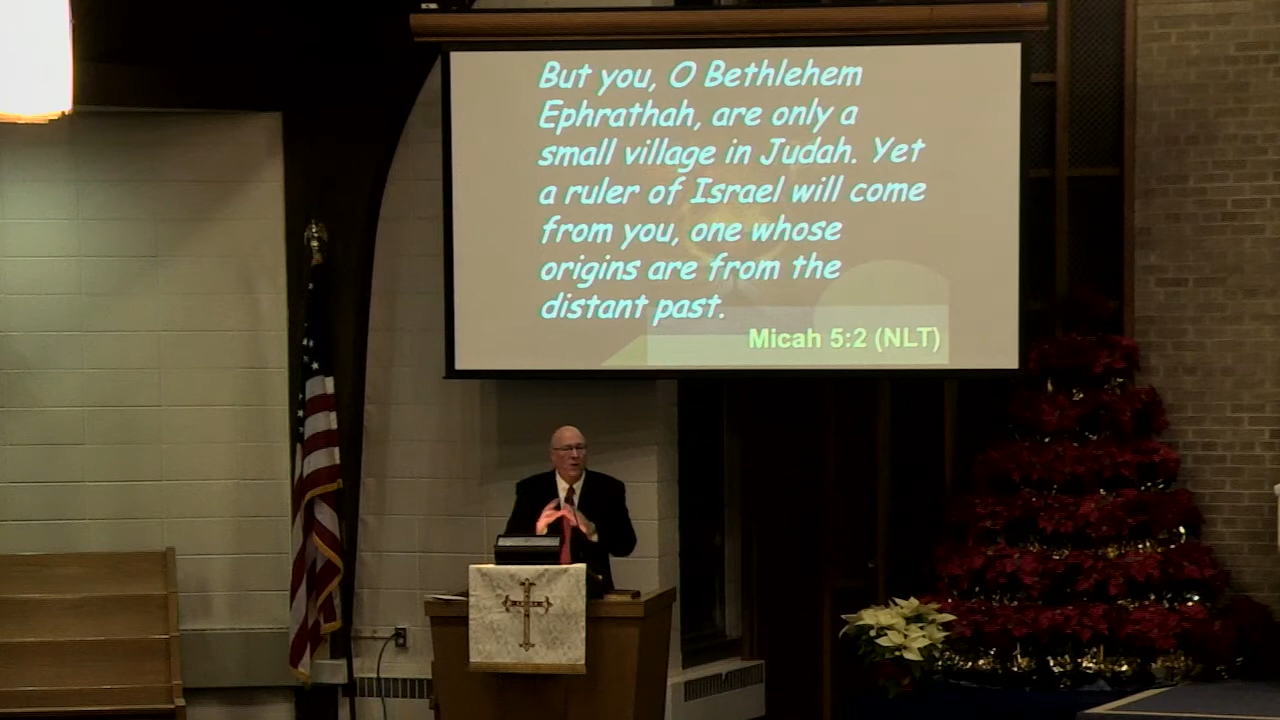 But you, O Bethlehem
Ephrathah, are only a
small village in Judah. Yet
a ruler of Israel will come
from you, one whose
origins are from the
distant past.
Micah 5:2 (NLT)